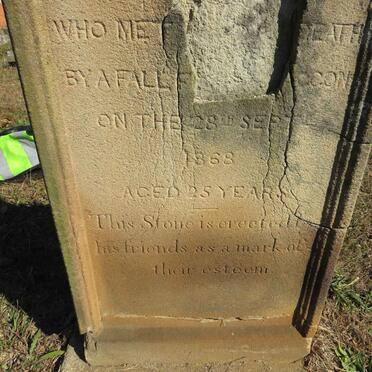 WHO ME DEATH
BY A FALL
ON THE 28TH SEP
1868
AGED 25 YEARS
This Stone is erected
his friends as a mark of
their esteem